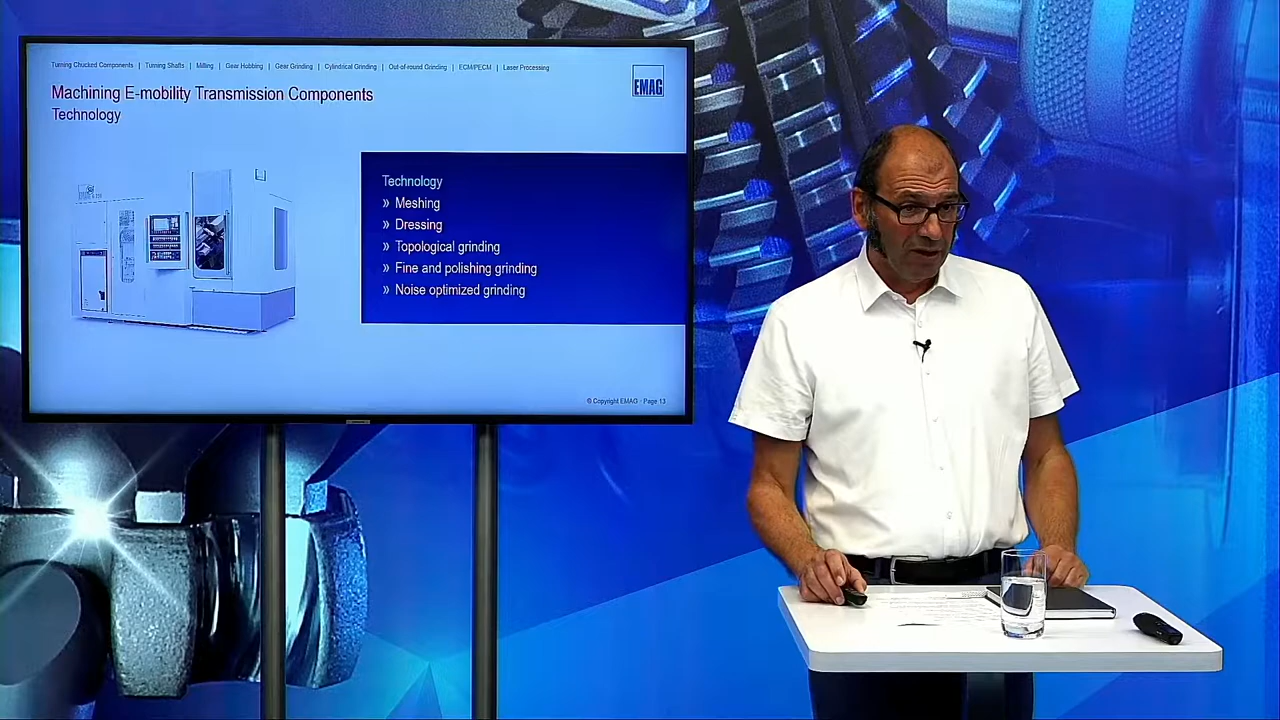 Turning Chucked Components | Turning Shafts | Milling | Gear Hobbing | Gear Grinding | Cylindrical Grinding | Out-of-round Grinding | ECM/PECM | Laser Processing
EMAG
Machining E-mobility Transmission Components
Technology
Technology
» Meshing
» Dressing
» Topological grinding
» Fine and polishing grinding
» Noise optimized grinding
© Copyright EMAG - Page 13